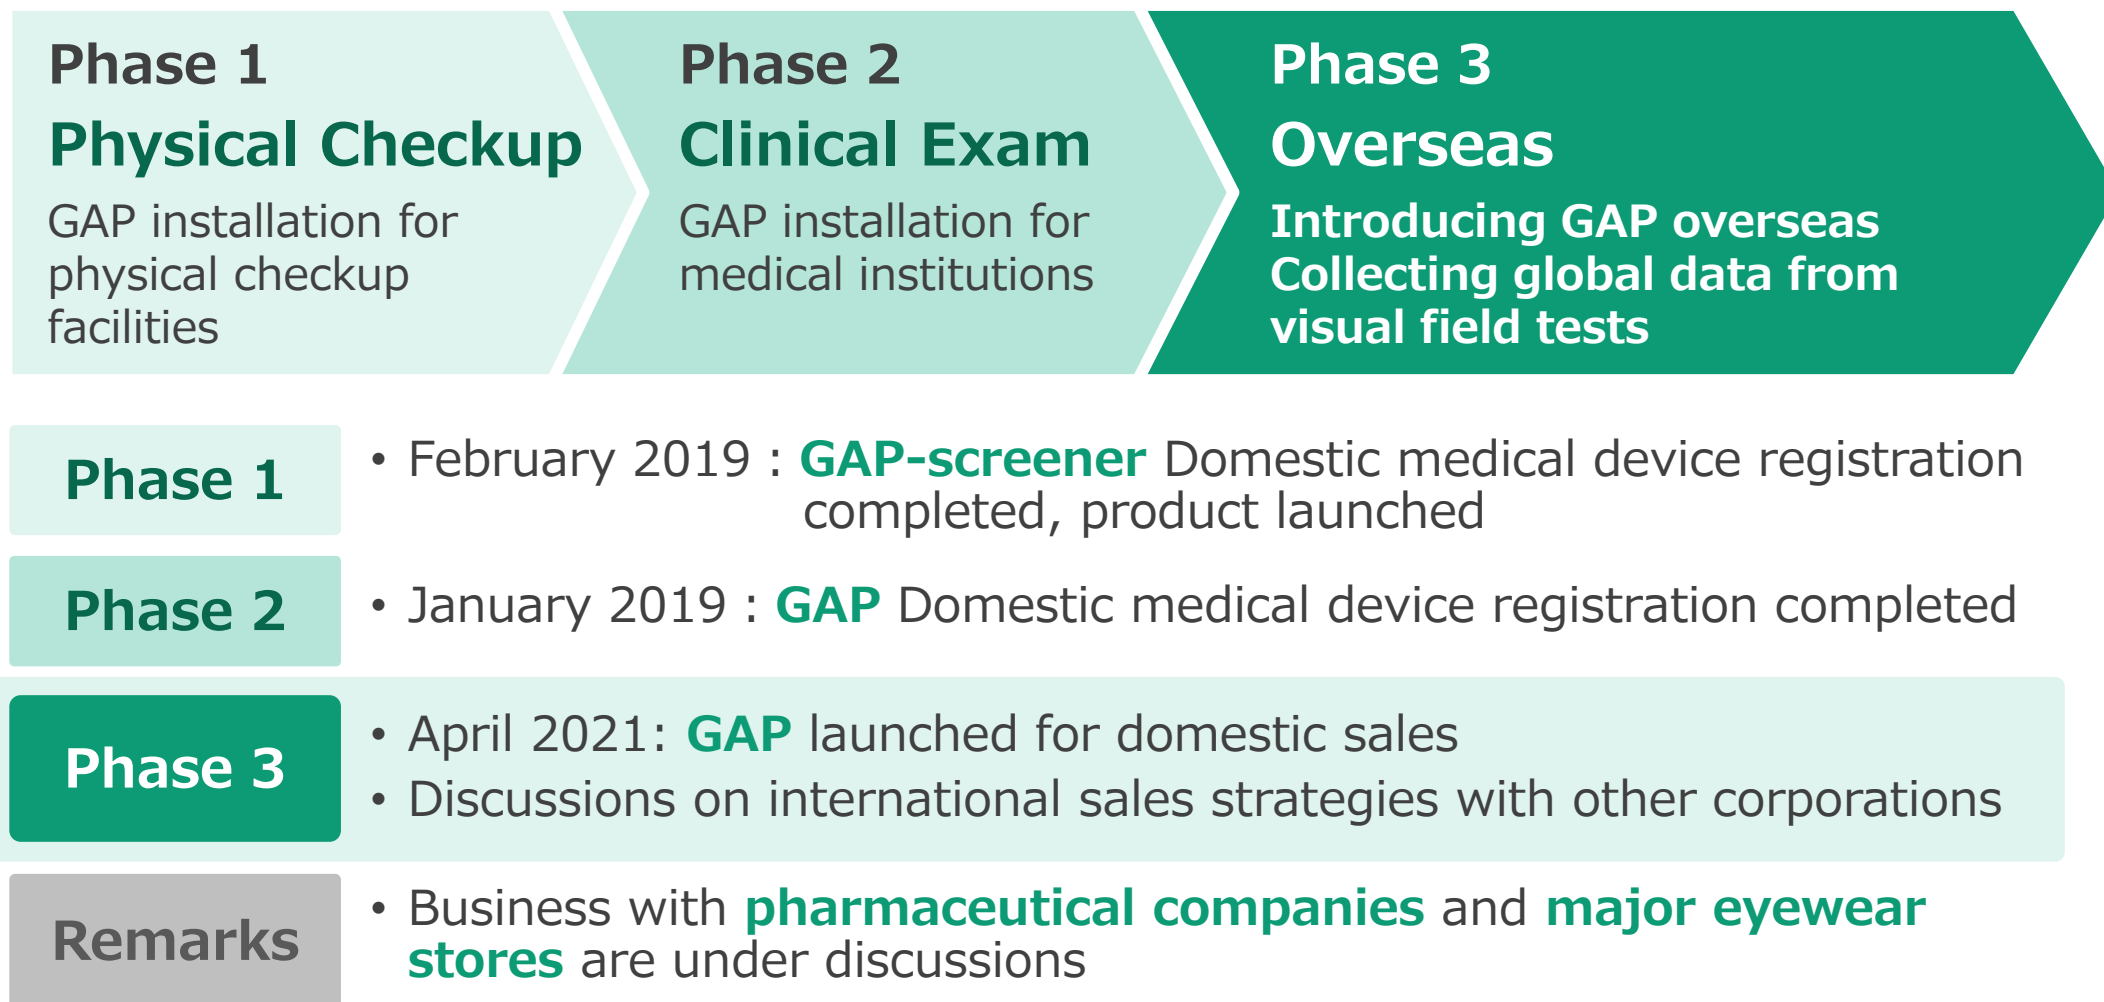 Phase 1
Physical Checkup
GAP installation for
physical checkup
facilities
Phase 2
Clinical Exam
GAP installation for
medical institutions
Phase 3
Overseas
Introducing GAP overseas
Collecting global data from
visual field tests
Phase 1
• February 2019 : GAP-screener Domestic medical device registration
completed, product launched
Phase 2
• January 2019 : GAP Domestic medical device registration completed
Phase 3
• April 2021: GAP launched for domestic sales
• Discussions on international sales strategies with other corporations
Remarks
• Business with pharmaceutical companies and major eyewear
stores are under discussions